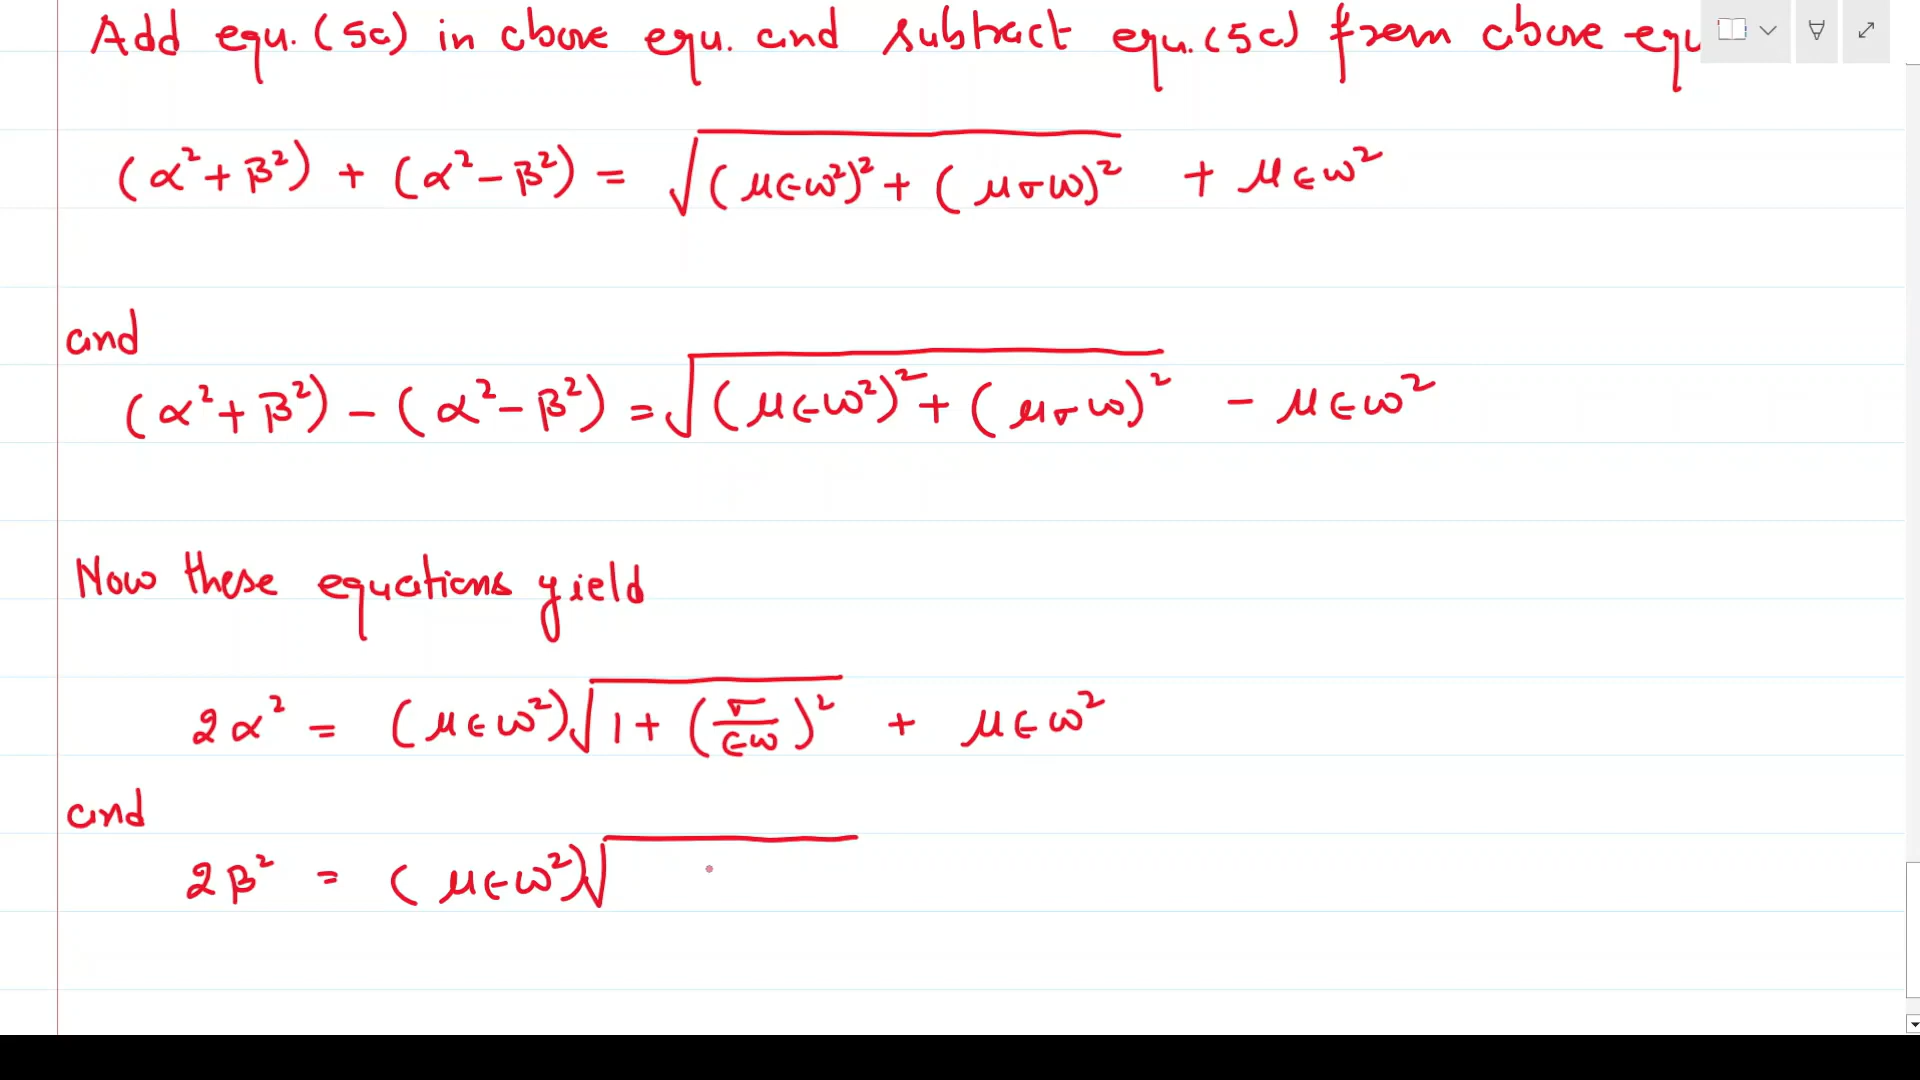 Add equ.(5a) in above equ. and subtract equ.(5a) from above equ
(α²+β²) + (α²-β²) = √((μϵω²)²+(μσω)²) + μϵω²
and
(α²+β²) - (α²-β²) = √((μϵω²)²+(μσω)²) - μϵω²
Now these equations yield
2α² = (μϵω²)√(1+(σ/ϵω)²) + μϵω²
and
2β² = (μϵω²)√